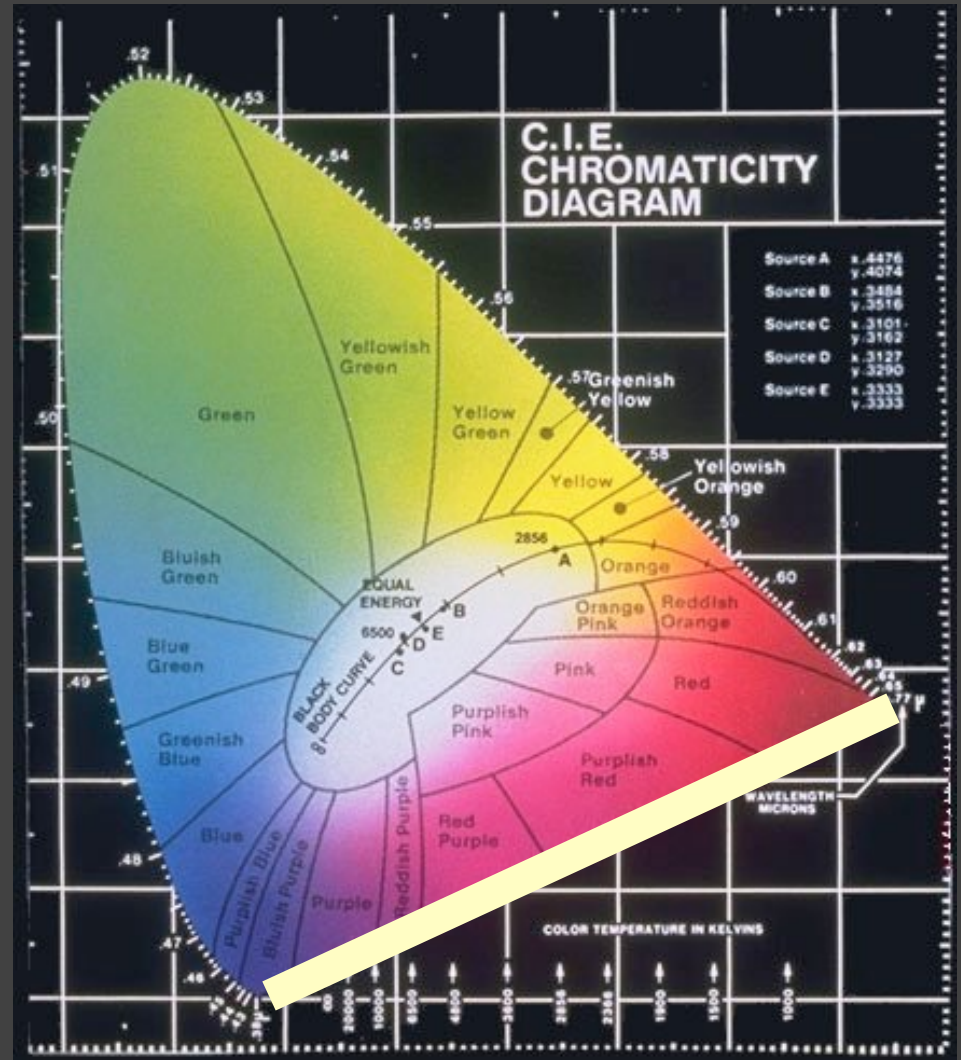 .52
.53
.54
.51
.55
.56
.57
.50
.58
.59
.60
.61
.62
.63
.64
.49
.48
.47
.46
C.I.E.
CHROMATICITY
DIAGRAM
Source A x .4476
y .4074
Source B x .3484
y .3516
Source C x .3101
y .3162
Source D x .3127
y .3290
Source E x .3333
y .3333
Yellowish
Green
Greenish
Yellow
Green
Yellow
Green
Yellow
Yellowish
Orange
2856
A
Orange
Bluish
Green
EQUAL
ENERGY
B
Orange
Pink
Reddish
Orange
6500
E
D
C
Blue
Green
BLACK
BODY CURVE
Pink
Red
Purplish
Pink
Greenish
Blue
∞
Purplish
Red
WAVELENGTH
MICRONS
Blue
Purplish Blue
Bluish Purple
Purple
Reddish Purple
Red
Purple
COLOR TEMPERATURE IN KELVINS
∞
20000
10000
6500
4800
3600
2856
2366
1900
1500
1000